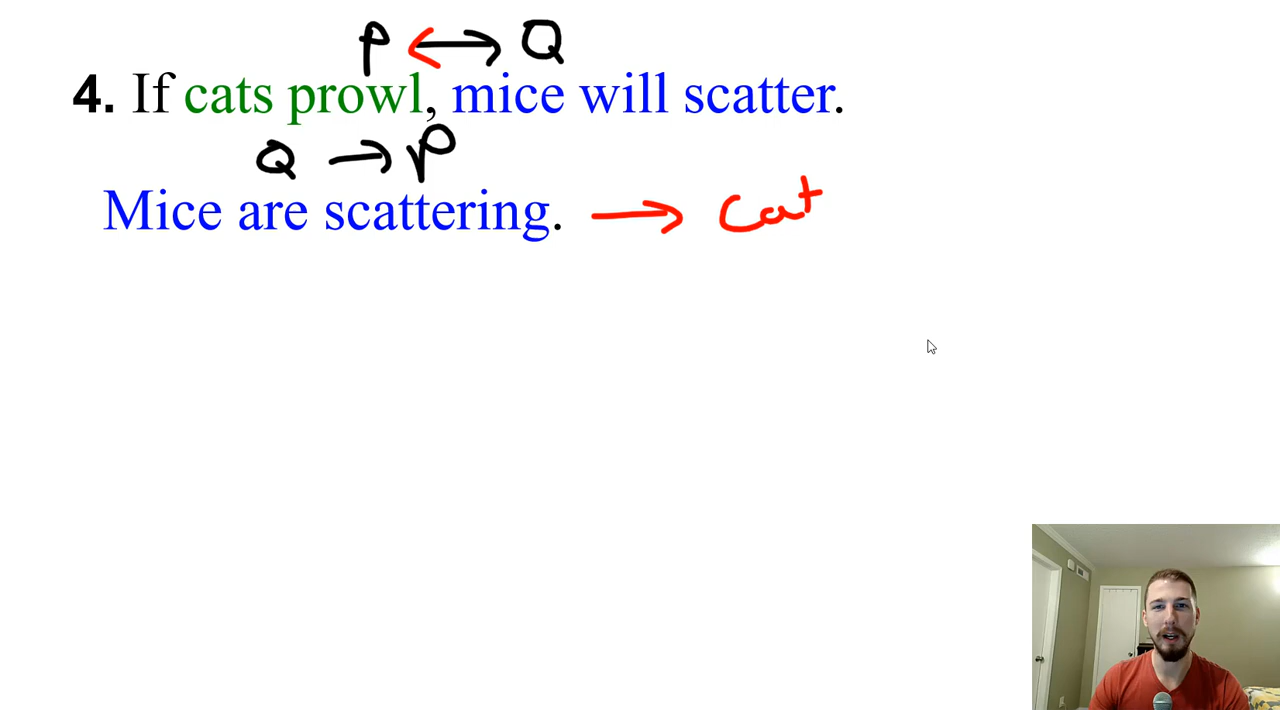 P ↔ Q
4. If cats prowl, mice will scatter.
Q → P
Mice are scattering. → Cat